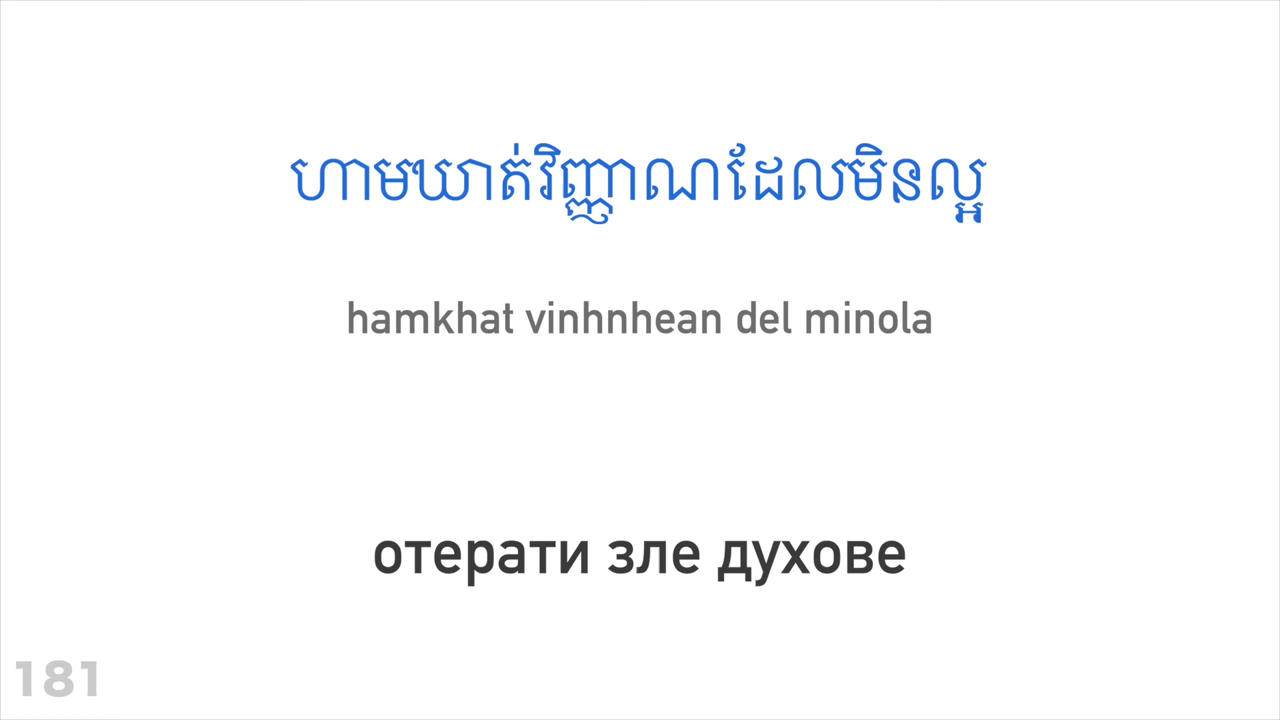 ហាមឃាត់វិញ្ញាណដែលមិនល្អ
hamkhat vinhnhean del minola
отерати зле духове
181